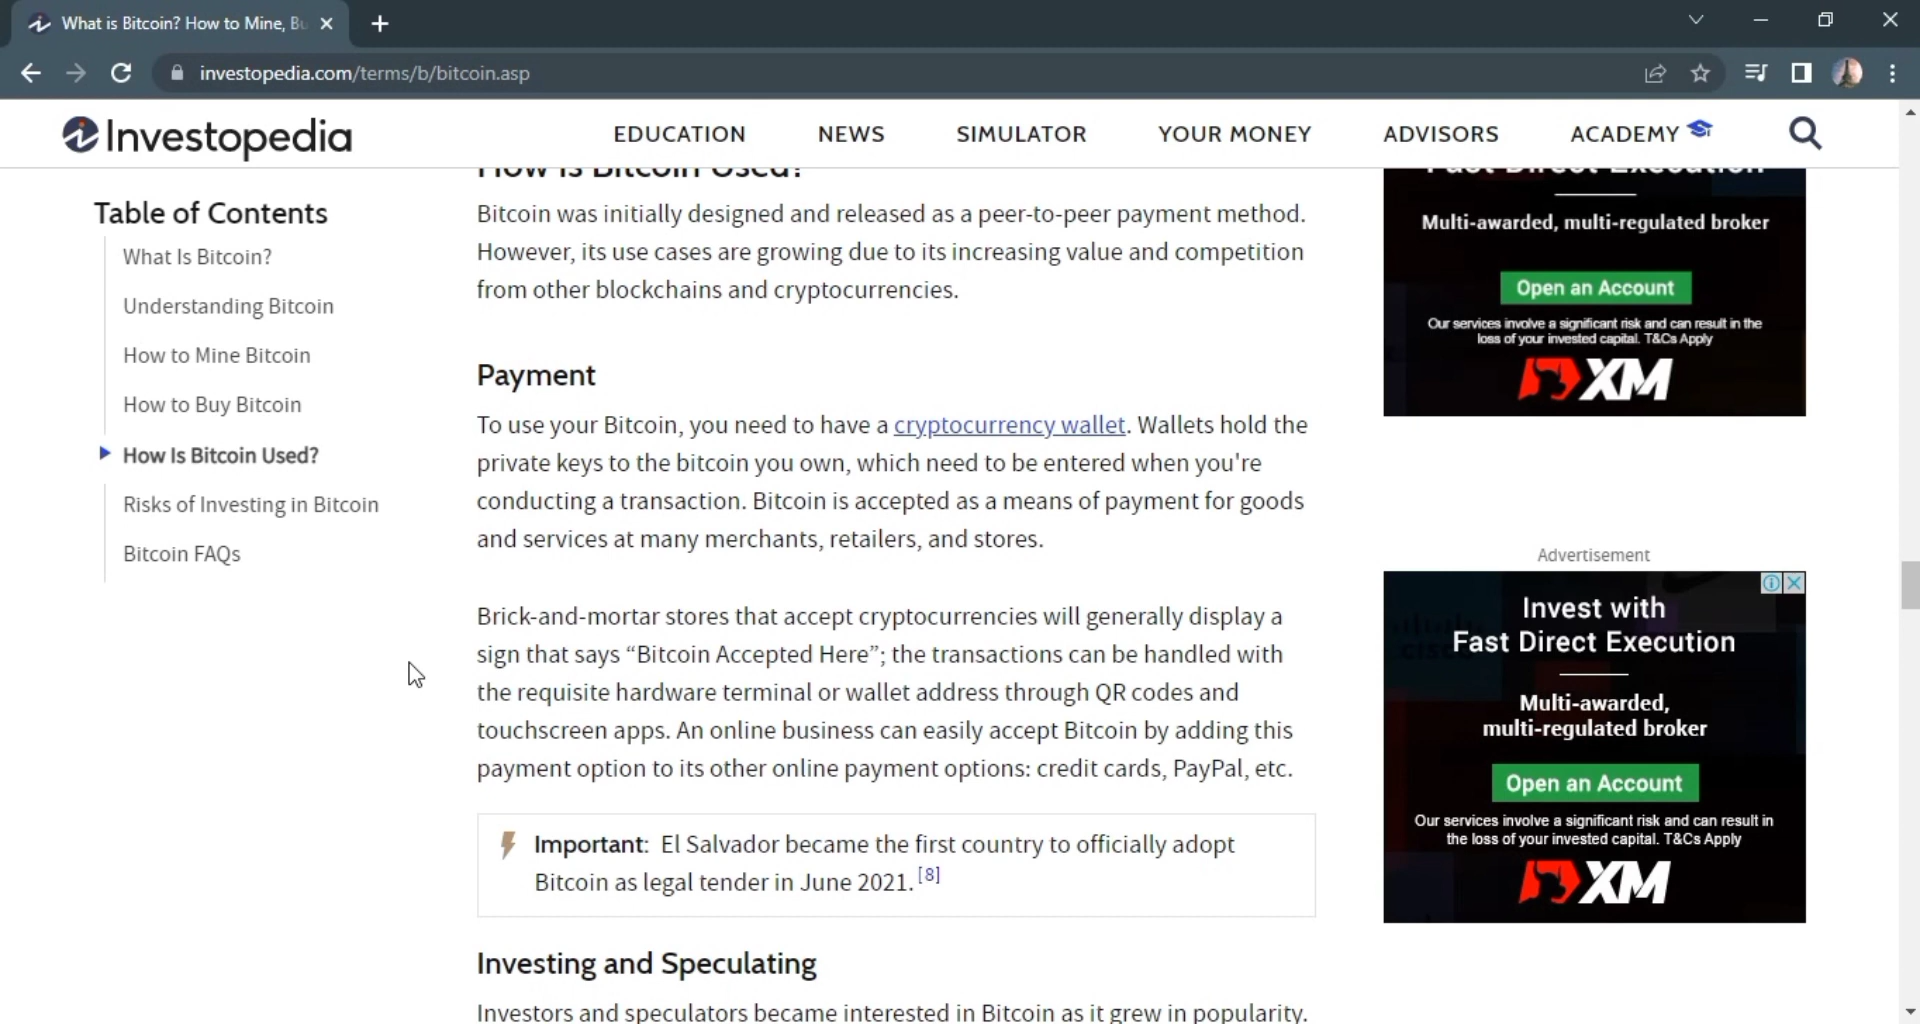 What is Bitcoin? How to Mine, Bu
investopedia.com/terms/b/bitcoin.asp
Investopedia
EDUCATION
NEWS
SIMULATOR
YOUR MONEY
ADVISORS
ACADEMY
Table of Contents
What Is Bitcoin?
Understanding Bitcoin
How to Mine Bitcoin
How to Buy Bitcoin
How Is Bitcoin Used?
Risks of Investing in Bitcoin
Bitcoin FAQs
How Is Bitcoin Used?
Bitcoin was initially designed and released as a peer-to-peer payment method.
However, its use cases are growing due to its increasing value and competition
from other blockchains and cryptocurrencies.
Payment
To use your Bitcoin, you need to have a cryptocurrency wallet. Wallets hold the
private keys to the bitcoin you own, which need to be entered when you're
conducting a transaction. Bitcoin is accepted as a means of payment for goods
and services at many merchants, retailers, and stores.
Brick-and-mortar stores that accept cryptocurrencies will generally display a
sign that says “Bitcoin Accepted Here”; the transactions can be handled with
the requisite hardware terminal or wallet address through QR codes and
touchscreen apps. An online business can easily accept Bitcoin by adding this
payment option to its other online payment options: credit cards, PayPal, etc.
Important: El Salvador became the first country to officially adopt
Bitcoin as legal tender in June 2021. [8]
Investing and Speculating
Investors and speculators became interested in Bitcoin as it grew in popularity.
Fast Direct Execution
Multi-awarded, multi-regulated broker
Open an Account
Our services involve a significant risk and can result in the
loss of your invested capital. T&Cs Apply
XM
Advertisement
Invest with
Fast Direct Execution
Multi-awarded,
multi-regulated broker
Open an Account
Our services involve a significant risk and can result in
the loss of your invested capital. T&Cs Apply
XM